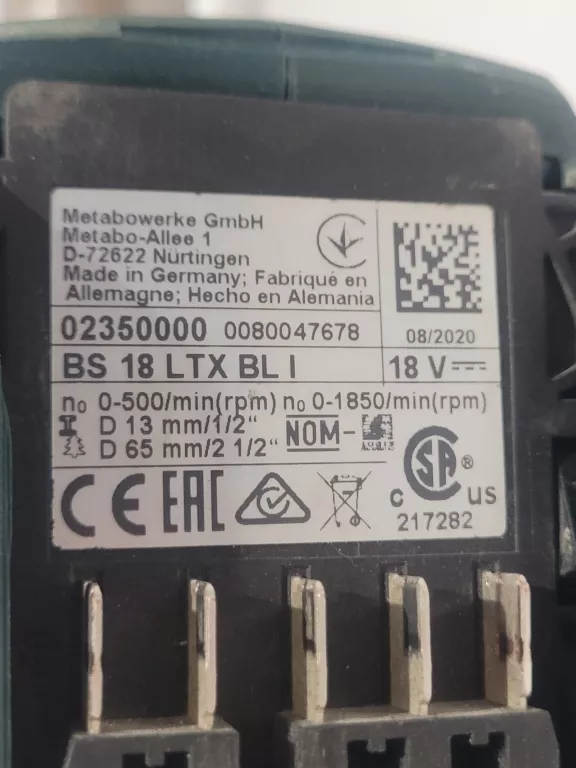 Metabowerke GmbH
Metabo-Allee 1
D-72622 Nürtingen
Made in Germany; Fabriqué en
Allemagne; Hecho en Alemania
02350000 0080047678
08/2020
BS 18 LTX BL I
18 V
n₀ 0-500/min(rpm) n₀ 0-1850/min(rpm)
D 13 mm/1/2“
D 65 mm/2 1/2“
NOM-
CE EAC
CSA®
C US
217282